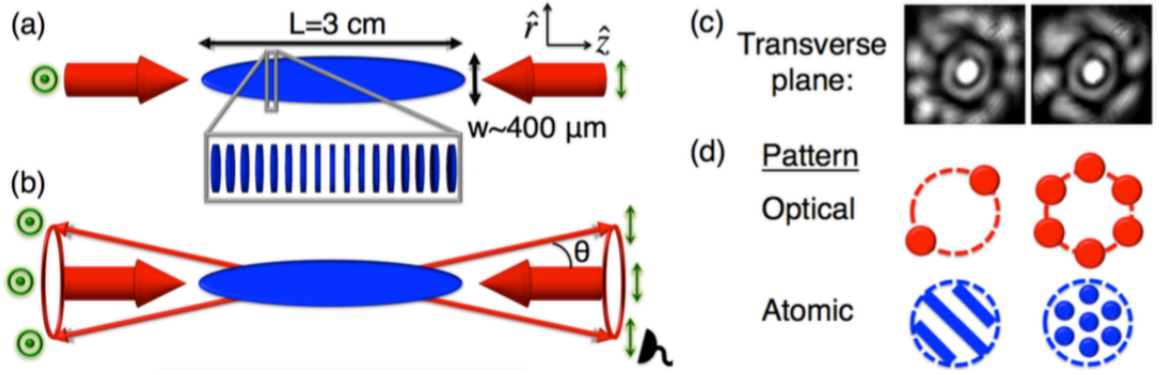 (a)
L=3 cm
r̂
ẑ
w~400 µm
(b)
θ
(c)
Transverse
plane:
(d)
Pattern
Optical
Atomic